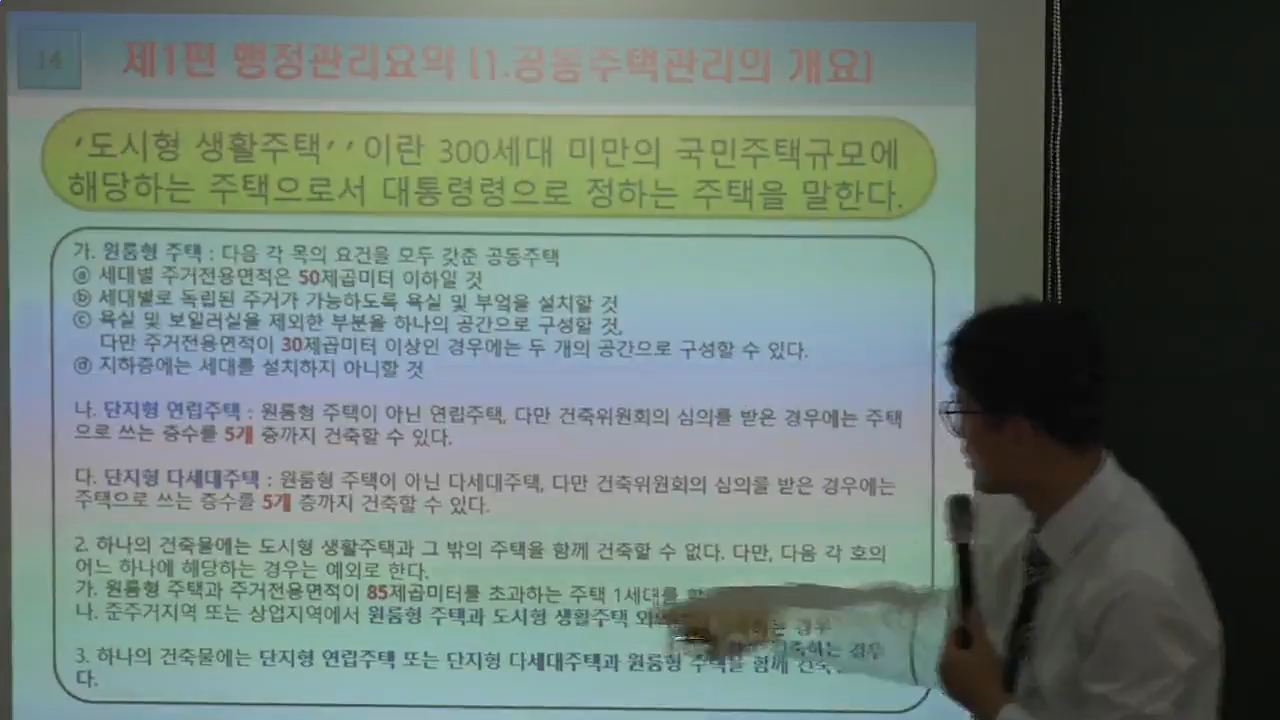 14
제1편 행정관리요약 [1.공동주택관리의 개요]
‘도시형 생활주택’’이란 300세대 미만의 국민주택규모에
해당하는 주택으로서 대통령령으로 정하는 주택을 말한다.
가. 원룸형 주택 : 다음 각 목의 요건을 모두 갖춘 공동주택
ⓐ 세대별 주거전용면적은 50제곱미터 이하일 것
ⓑ 세대별로 독립된 주거가 가능하도록 욕실 및 부엌을 설치할 것
ⓒ 욕실 및 보일러실을 제외한 부분을 하나의 공간으로 구성할 것,
다만 주거전용면적이 30제곱미터 이상인 경우에는 두 개의 공간으로 구성할 수 있다.
ⓓ 지하층에는 세대를 설치하지 아니할 것
나. 단지형 연립주택 : 원룸형 주택이 아닌 연립주택, 다만 건축위원회의 심의를 받은 경우에는 주택
으로 쓰는 층수를 5개 층까지 건축할 수 있다.
다. 단지형 다세대주택 : 원룸형 주택이 아닌 다세대주택, 다만 건축위원회의 심의를 받은 경우에는
주택으로 쓰는 층수를 5개 층까지 건축할 수 있다.
2. 하나의 건축물에는 도시형 생활주택과 그 밖의 주택을 함께 건축할 수 없다. 다만, 다음 각 호의
어느 하나에 해당하는 경우는 예외로 한다.
가. 원룸형 주택과 주거전용면적이 85제곱미터를 초과하는 주택 1세대를 경우
나. 준주거지역 또는 상업지역에서 원룸형 주택과 도시형 생활주택 건축하는 경우
3. 하나의 건축물에는 단지형 연립주택 또는 단지형 다세대주택과 원룸형 주택을 함께
다.